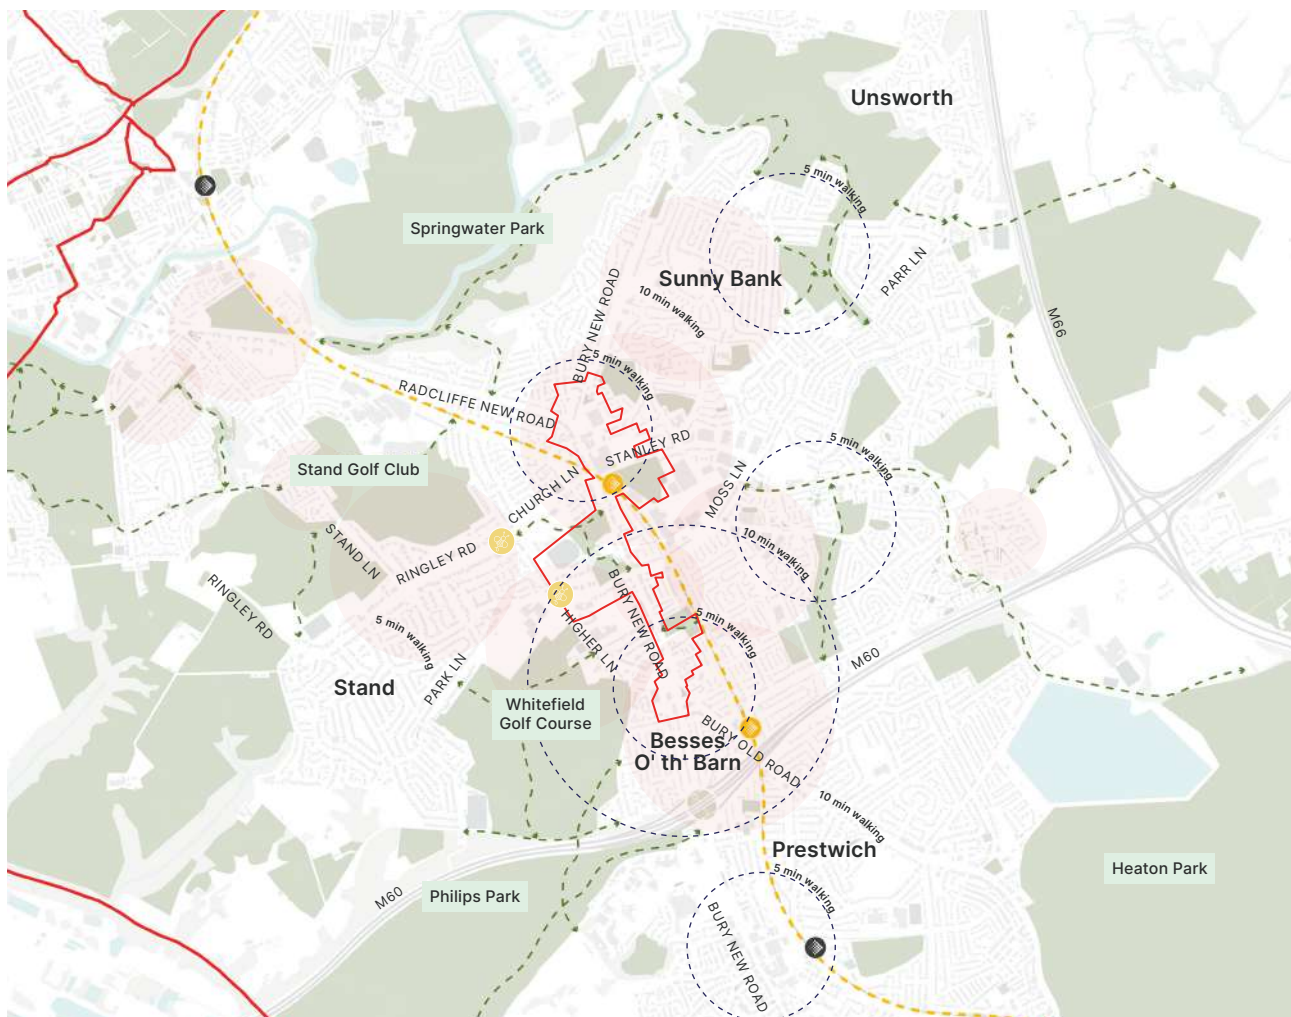 Unsworth
5 min walking
Springwater Park
PARR LN
Sunny Bank
10 min walking
BURY NEW ROAD
M66
5 min walking
RADCLIFFE NEW ROAD
STANLEY RD
5 min walking
Stand Golf Club
CHURCH LN
MOSS LN
STAND LN
RINGLEY RD
10 min walking
RINGLEY RD
BURY NEW ROAD
5 min walking
HIGHER LN
5 min walking
M60
PARK LN
Stand
Whitefield
Golf Course
BURY OLD ROAD
Besses
O' th' Barn
10 min walking
Prestwich
Heaton Park
5 min walking
M60
Philips Park
BURY NEW ROAD